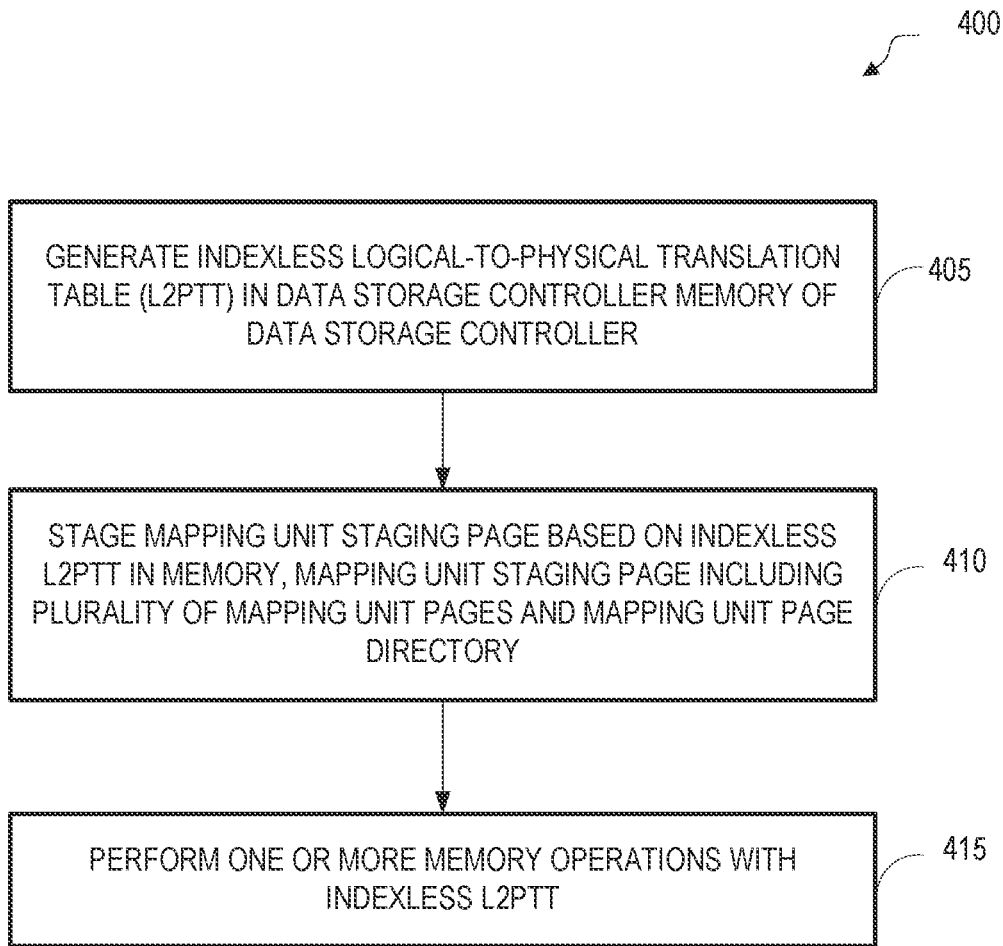 400
GENERATE INDEXLESS LOGICAL-TO-PHYSICAL TRANSLATION
TABLE (L2PTT) IN DATA STORAGE CONTROLLER MEMORY OF
DATA STORAGE CONTROLLER
405
STAGE MAPPING UNIT STAGING PAGE BASED ON INDEXLESS
L2PTT IN MEMORY, MAPPING UNIT STAGING PAGE INCLUDING
PLURALITY OF MAPPING UNIT PAGES AND MAPPING UNIT PAGE
DIRECTORY
410
PERFORM ONE OR MORE MEMORY OPERATIONS WITH
INDEXLESS L2PTT
415